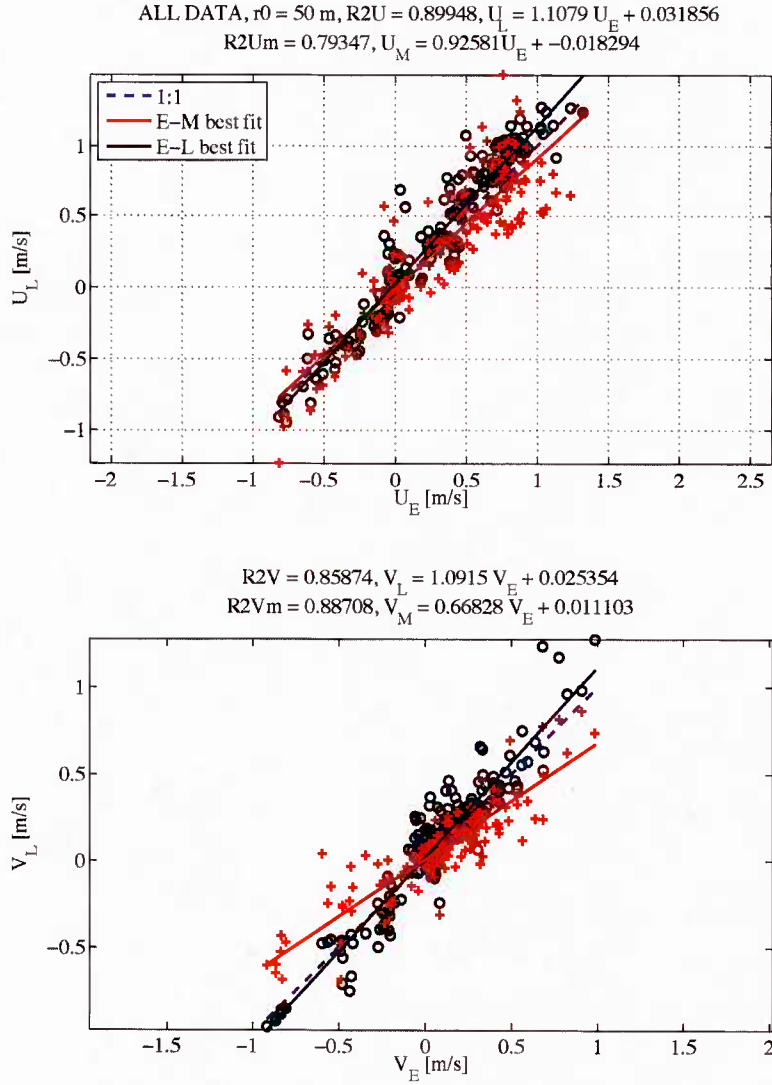 ALL DATA, r0 = 50 m, R2U = 0.89948, U_L = 1.1079 U_E + 0.031856
R2Um = 0.79347, U_M = 0.92581U_E + −0.018294
1:1
E−M best fit
E−L best fit
1
0.5
0
−0.5
−1
U_L [m/s]
−2
−1.5
−1
−0.5
0
0.5
1
1.5
2
2.5
U_E [m/s]
R2V = 0.85874, V_L = 1.0915 V_E + 0.025354
R2Vm = 0.88708, V_M = 0.66828 V_E + 0.011103
1
0.5
0
−0.5
V_L [m/s]
−1.5
−1
−0.5
0
0.5
1
1.5
2
V_E [m/s]